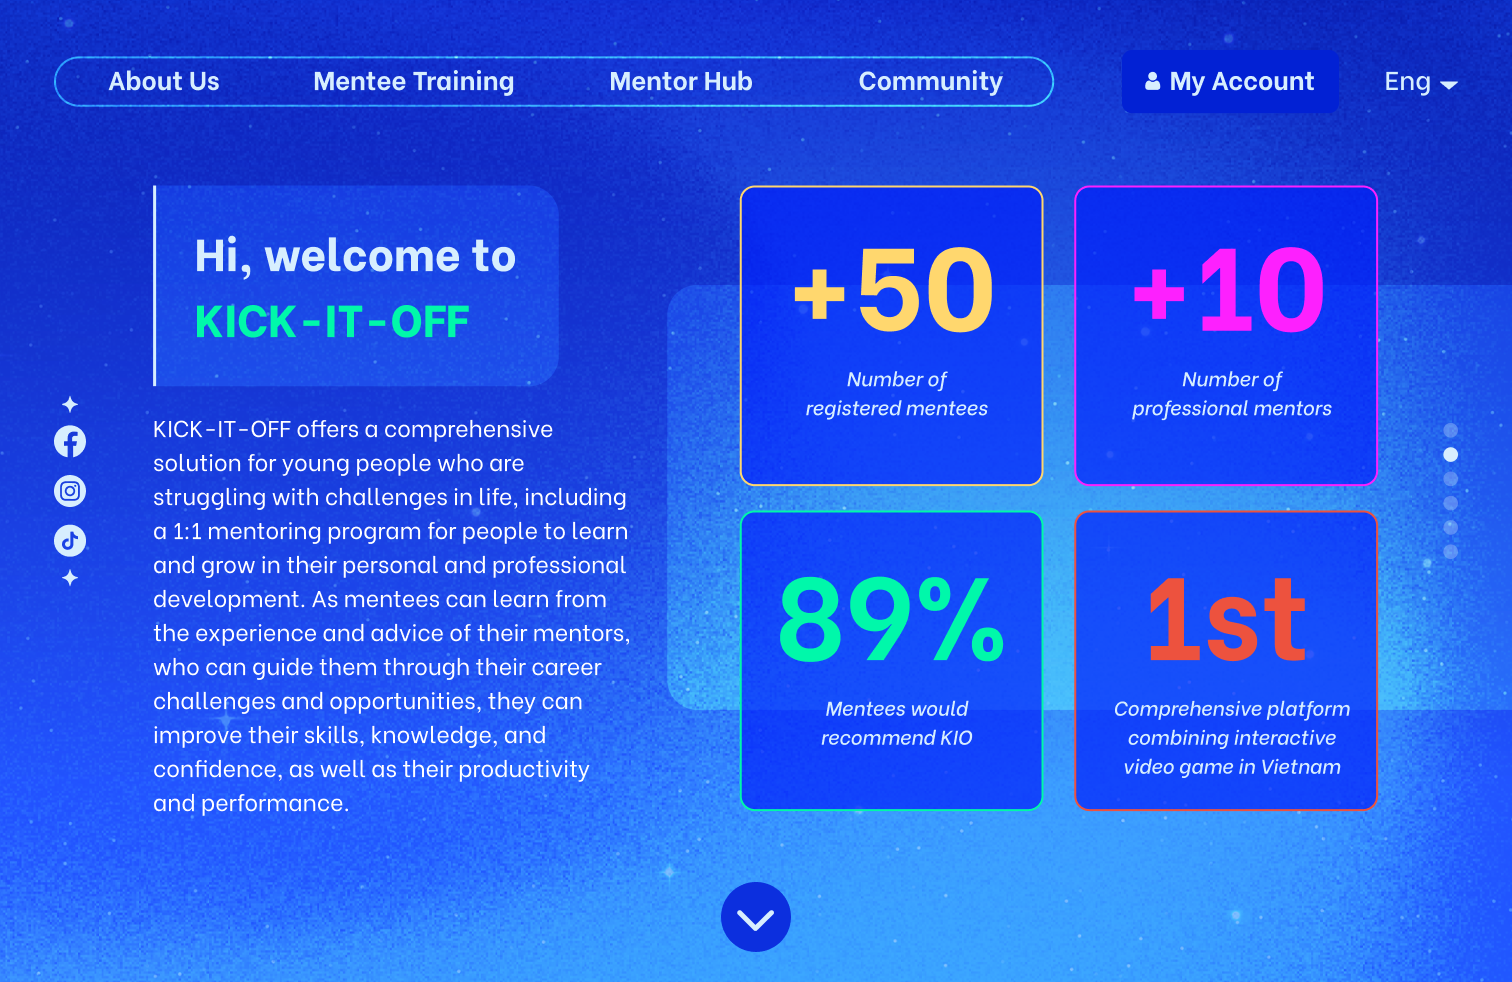 About Us
Mentee Training
Mentor Hub
Community
My Account
Eng
Hi, welcome to
KICK-IT-OFF
KICK-IT-OFF offers a comprehensive
solution for young people who are
struggling with challenges in life, including
a 1:1 mentoring program for people to learn
and grow in their personal and professional
development. As mentees can learn from
the experience and advice of their mentors,
who can guide them through their career
challenges and opportunities, they can
improve their skills, knowledge, and
confidence, as well as their productivity
and performance.
+50
Number of
registered mentees
+10
Number of
professional mentors
89%
Mentees would
recommend KIO
1st
Comprehensive platform
combining interactive
video game in Vietnam